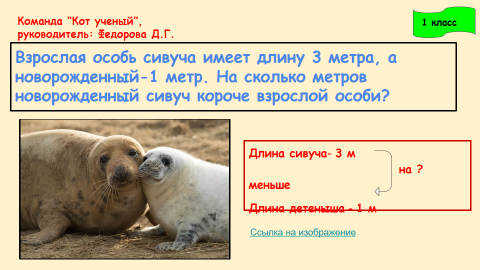 Команда “Кот ученый”,
руководитель: Федорова Д.Г.
1 класс
Взрослая особь сивуча имеет длину 3 метра, а
новорожденный-1 метр. На сколько метров
новорожденный сивуч короче взрослой особи?
Длина сивуча- 3 м
на ?
меньше
Длина детеныша - 1 м
Ссылка на изображение